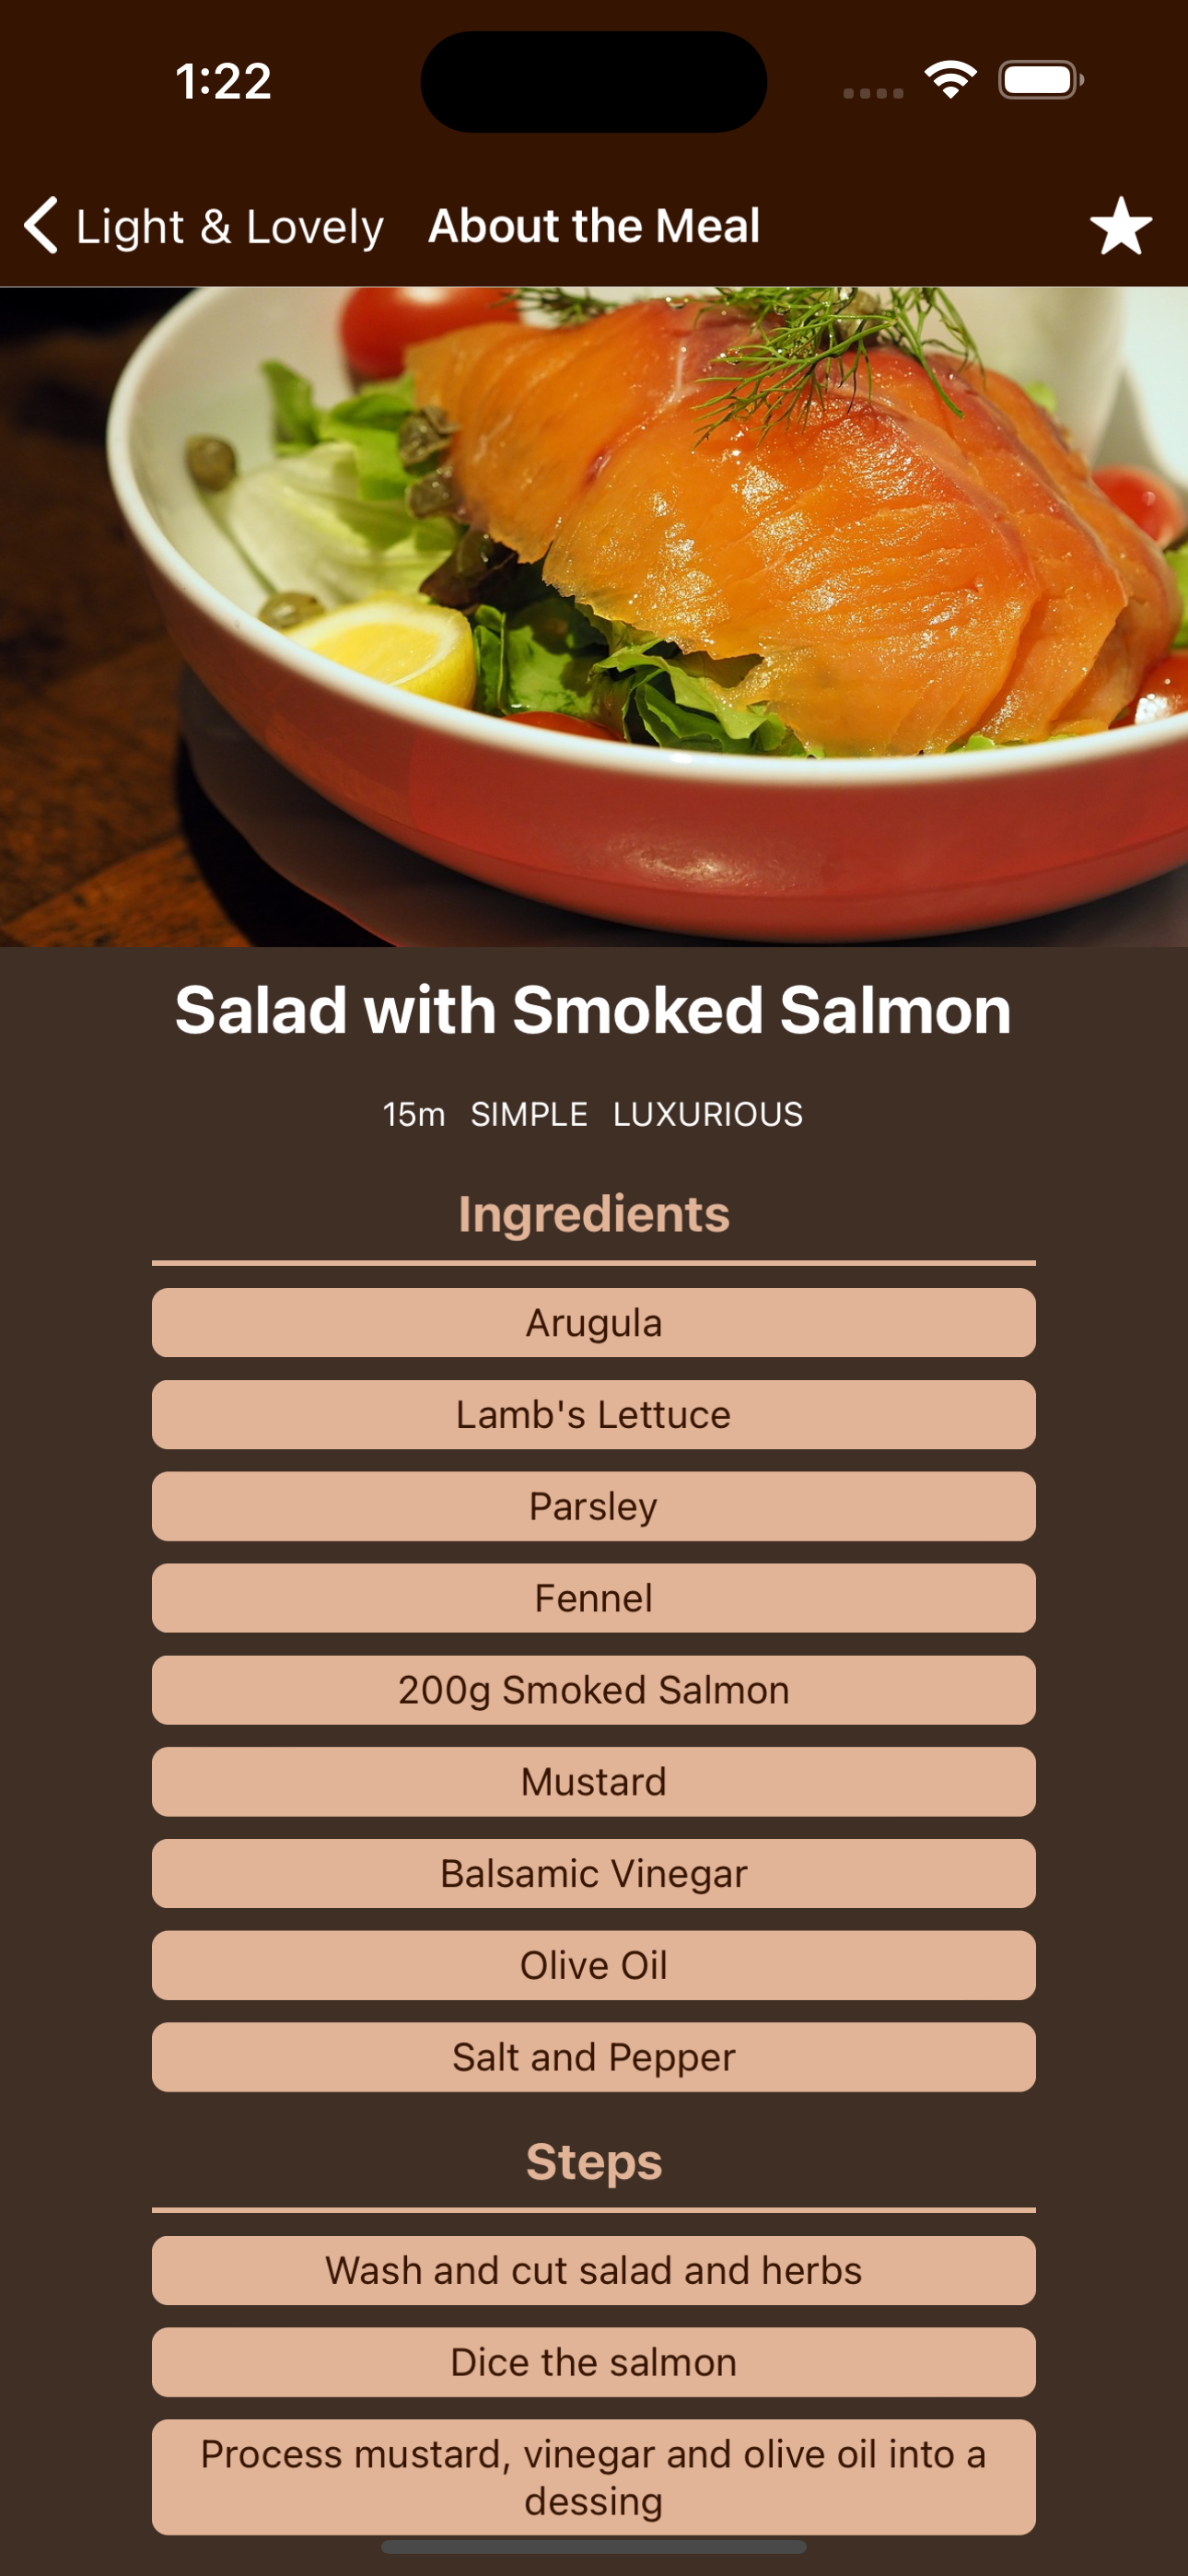 1:22
Light & Lovely About the Meal
Salad with Smoked Salmon
15m SIMPLE LUXURIOUS
Ingredients
Arugula
Lamb's Lettuce
Parsley
Fennel
200g Smoked Salmon
Mustard
Balsamic Vinegar
Olive Oil
Salt and Pepper
Steps
Wash and cut salad and herbs
Dice the salmon
Process mustard, vinegar and olive oil into a
dessing